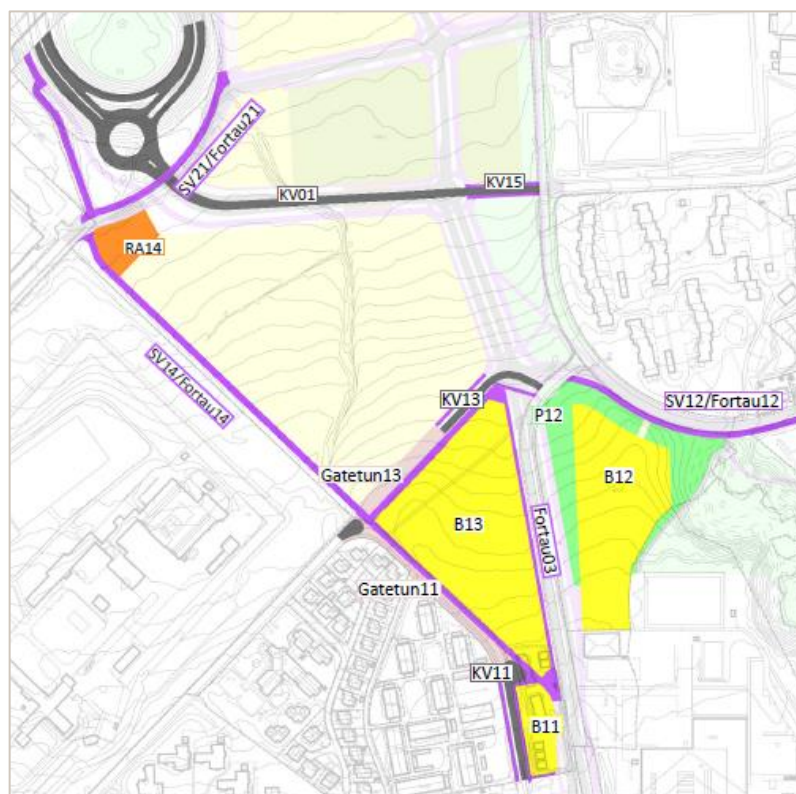 SV21/Fortau21
KV01
KV15
RA14
SV14/Fortau14
KV13
P12
SV12/Fortau12
Gatetun13
B12
B13
Fortau03
Gatetun11
KV11
B11